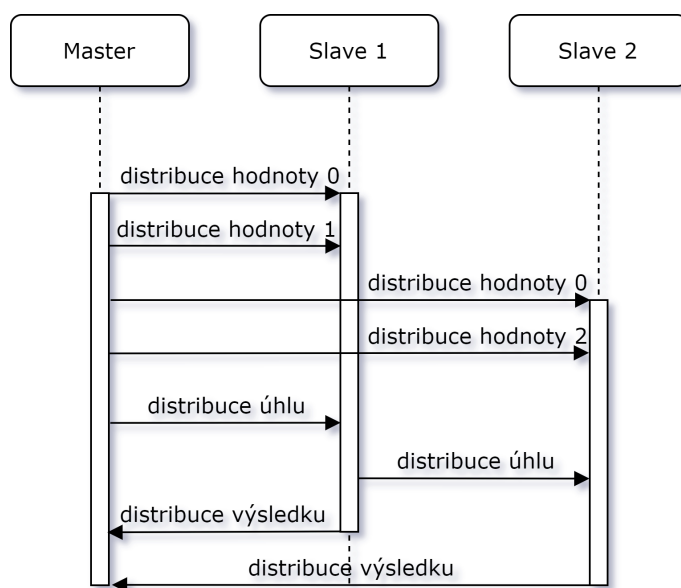 Master
Slave 1
Slave 2
distribuce hodnoty 0
distribuce hodnoty 1
distribuce hodnoty 0
distribuce hodnoty 2
distribuce úhlu
distribuce úhlu
distribuce výsledku
distribuce výsledku